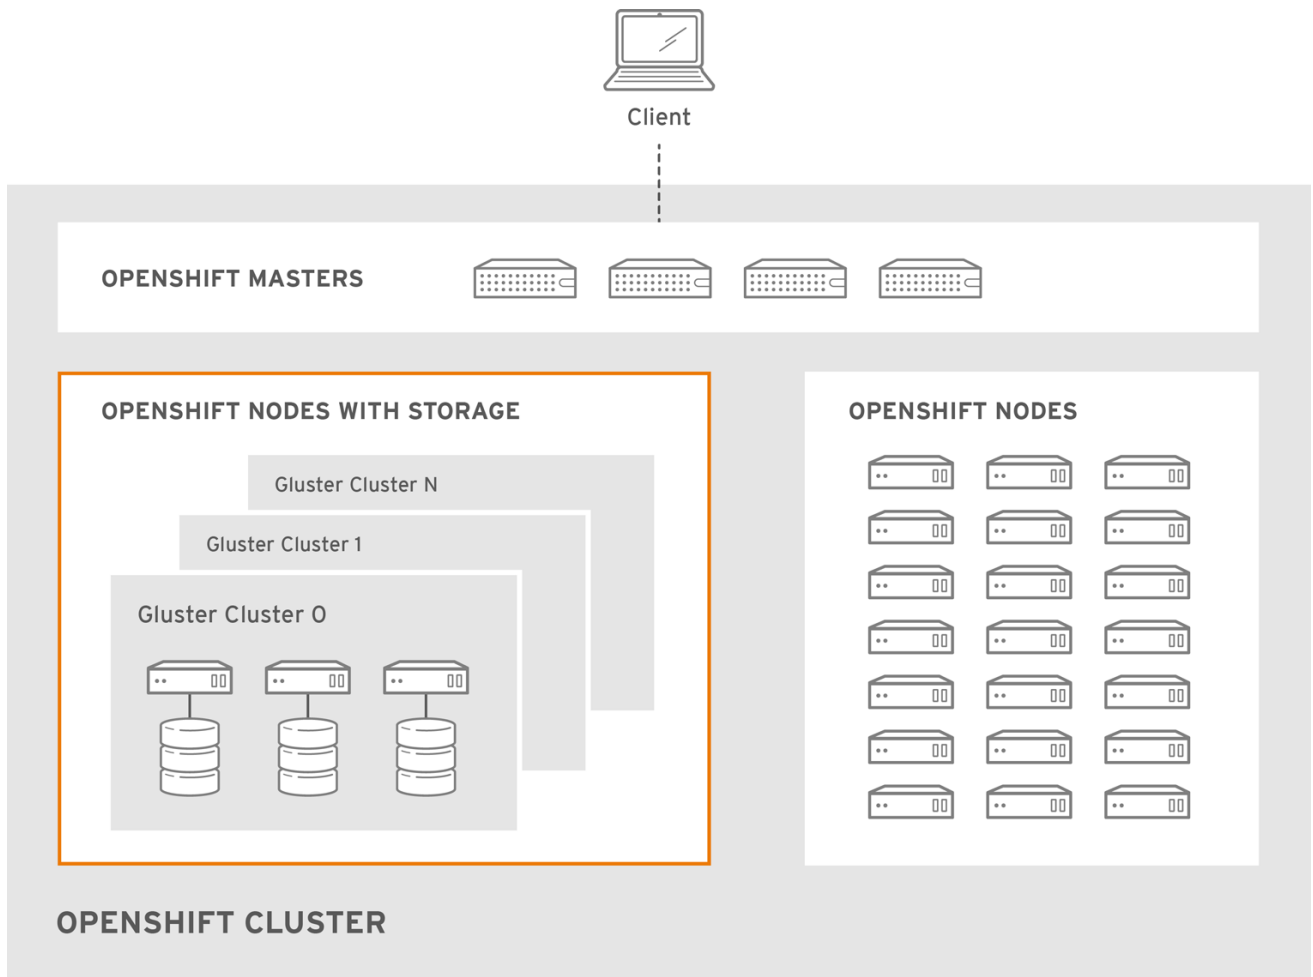 Client
OPENSHIFT MASTERS
OPENSHIFT NODES WITH STORAGE
Gluster Cluster N
Gluster Cluster 1
Gluster Cluster 0
OPENSHIFT NODES
OPENSHIFT CLUSTER